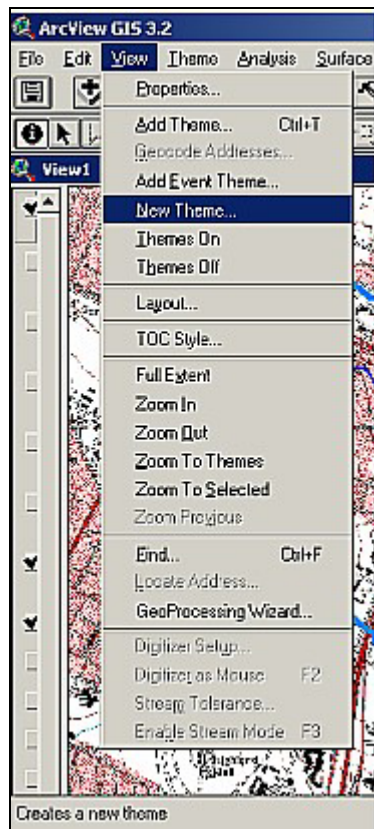 ArcView GIS 3.2
File Edit View Theme Analysis Surface
Properties...
Add Theme... Ctrl+T
Geocode Addresses...
Add Event Theme...
View1
New Theme...
Themes On
Themes Off
Layout...
TOC Style...
Full Extent
Zoom In
Zoom Out
Zoom To Themes
Zoom To Selected
Zoom Previous
Find... Ctrl+F
Locate Address...
GeoProcessing Wizard...
Digitizer Setup...
Digitizer as Mouse F2
Stream Tolerance...
Enable Stream Mode F3
Creates a new theme